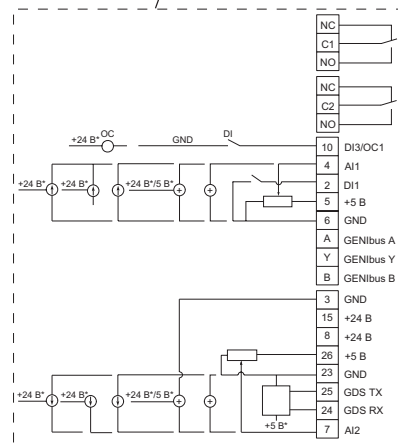 NC
C1
NO
NC
C2
NO
+24 B* OC GND DI 10 DI3/OC1
4 AI1
+24 B* +24 B* +24 B*/5 B* 2 DI1
5 +5 B
6 GND
A GENIbus A
Y GENIbus Y
B GENIbus B
3 GND
15 +24 B
8 +24 B
26 +5 B
23 GND
25 GDS TX
+24 B* +24 B* +24 B*/5 B* 24 GDS RX
+5 B*
7 AI2